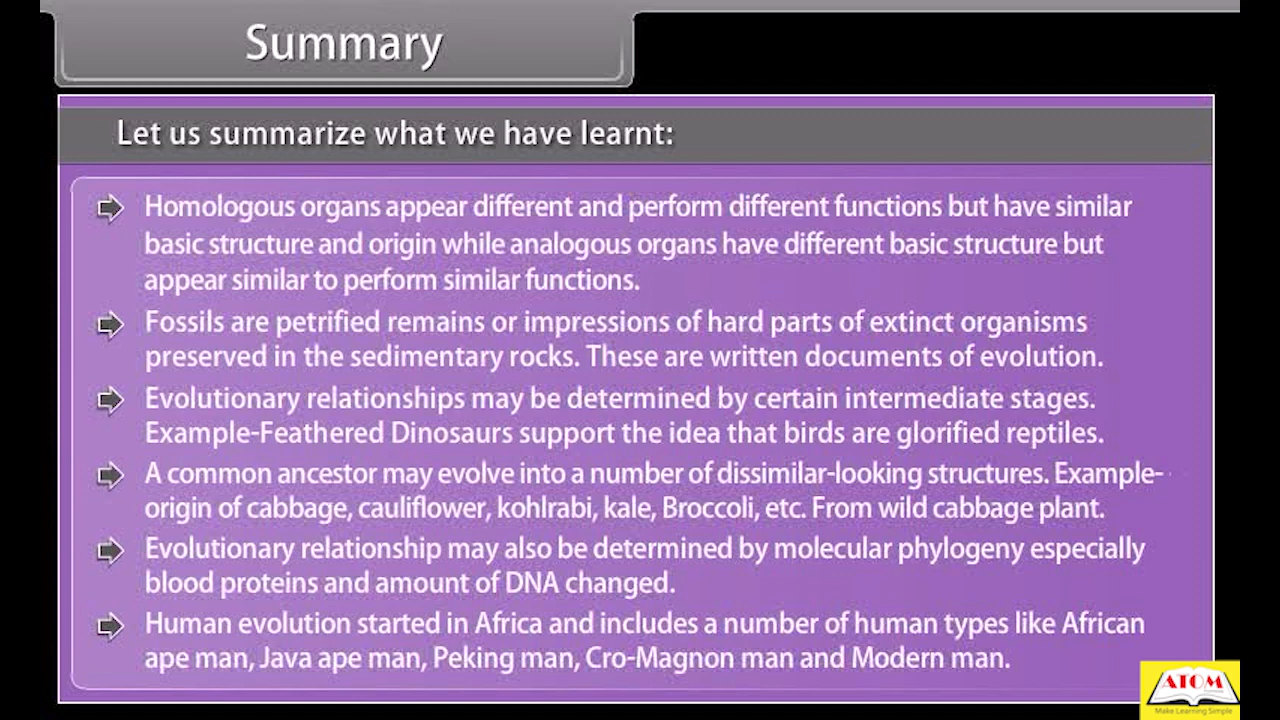 Summary
Let us summarize what we have learnt:
Homologous organs appear different and perform different functions but have similar
basic structure and origin while analogous organs have different basic structure but
appear similar to perform similar functions.
Fossils are petrified remains or impressions of hard parts of extinct organisms
preserved in the sedimentary rocks. These are written documents of evolution.
Evolutionary relationships may be determined by certain intermediate stages.
Example-Feathered Dinosaurs support the idea that birds are glorified reptiles.
A common ancestor may evolve into a number of dissimilar-looking structures. Example-
origin of cabbage, cauliflower, kohlrabi, kale, Broccoli, etc. From wild cabbage plant.
Evolutionary relationship may also be determined by molecular phylogeny especially
blood proteins and amount of DNA changed.
Human evolution started in Africa and includes a number of human types like African
ape man, Java ape man, Peking man, Cro-Magnon man and Modern man.
ATOM
Make Learning Simple